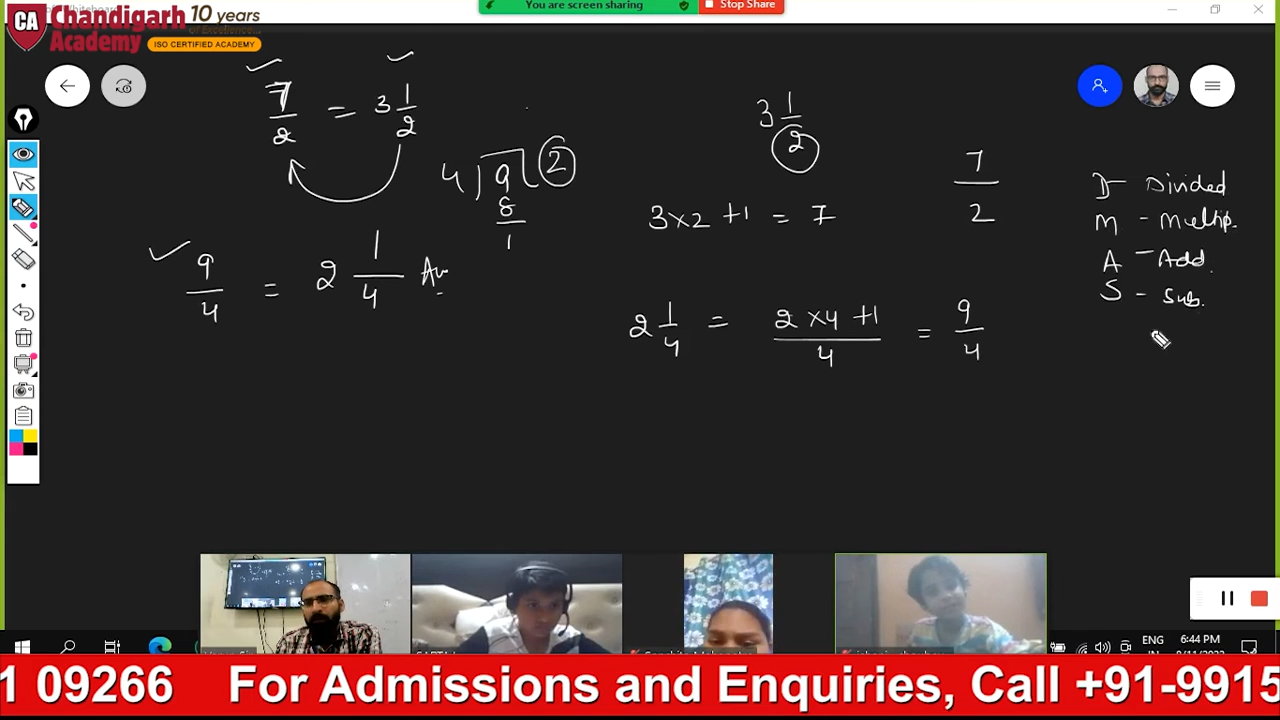 You are screen sharing
Stop Share
CA
Chandigarh
Academy
10 years
of Excellence...
ISO CERTIFIED ACADEMY
7/2 = 3 1/2
4 ) 9 ( 2
8
1
9/4 = 2 1/4
3 1/2
3 × 2 + 1 = 7
7/2
2 1/4 = (2 × 4 + 1)/4 = 9/4
D - Divided
M - Multip.
A - Add.
S - Sub.
ENG
6:44 PM
1 09266 For Admissions and Enquiries, Call +91-9915